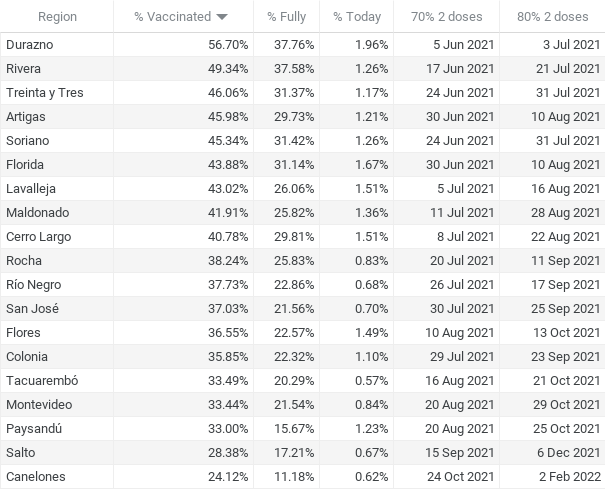 Region % Vaccinated % Fully % Today 70% 2 doses 80% 2 doses
Durazno 56.70% 37.76% 1.96% 5 Jun 2021 3 Jul 2021
Rivera 49.34% 37.58% 1.26% 17 Jun 2021 21 Jul 2021
Treinta y Tres 46.06% 31.37% 1.17% 24 Jun 2021 31 Jul 2021
Artigas 45.98% 29.73% 1.21% 30 Jun 2021 10 Aug 2021
Soriano 45.34% 31.42% 1.26% 24 Jun 2021 31 Jul 2021
Florida 43.88% 31.14% 1.67% 30 Jun 2021 10 Aug 2021
Lavalleja 43.02% 26.06% 1.51% 5 Jul 2021 16 Aug 2021
Maldonado 41.91% 25.82% 1.36% 11 Jul 2021 28 Aug 2021
Cerro Largo 40.78% 29.81% 1.51% 8 Jul 2021 22 Aug 2021
Rocha 38.24% 25.83% 0.83% 20 Jul 2021 11 Sep 2021
Río Negro 37.73% 22.86% 0.68% 26 Jul 2021 17 Sep 2021
San José 37.03% 21.56% 0.70% 30 Jul 2021 25 Sep 2021
Flores 36.55% 22.57% 1.49% 10 Aug 2021 13 Oct 2021
Colonia 35.85% 22.32% 1.10% 29 Jul 2021 23 Sep 2021
Tacuarembó 33.49% 20.29% 0.57% 16 Aug 2021 21 Oct 2021
Montevideo 33.44% 21.54% 0.84% 20 Aug 2021 29 Oct 2021
Paysandú 33.00% 15.67% 1.23% 20 Aug 2021 25 Oct 2021
Salto 28.38% 17.21% 0.67% 15 Sep 2021 6 Dec 2021
Canelones 24.12% 11.18% 0.62% 24 Oct 2021 2 Feb 2022